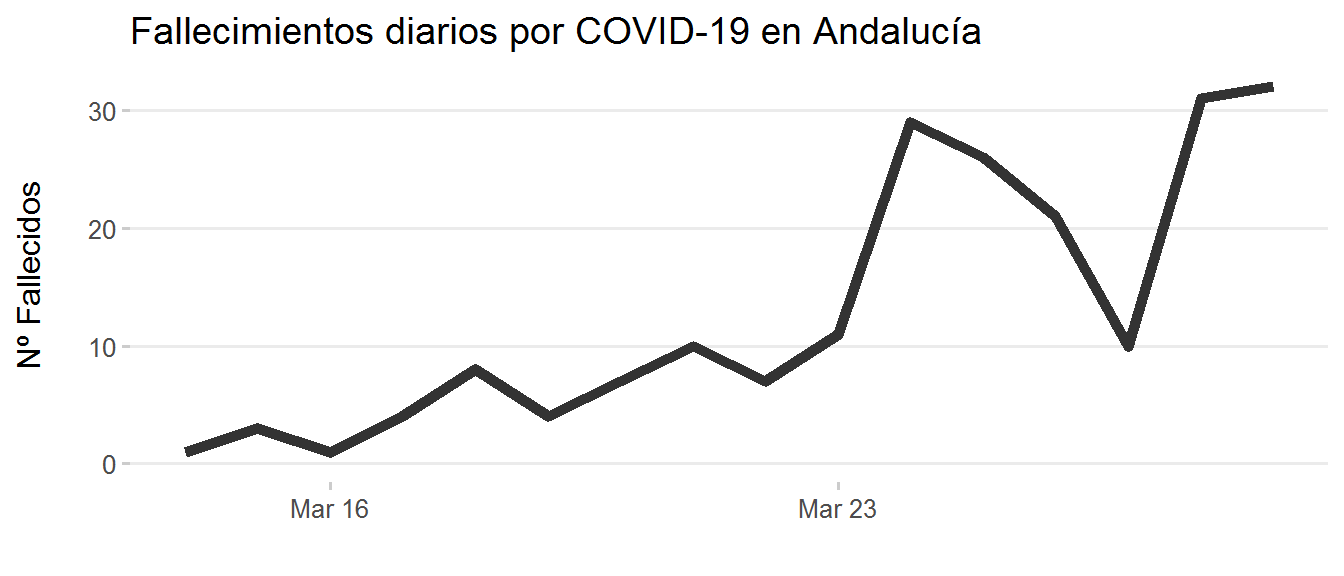 Fallecimientos diarios por COVID-19 en Andalucía
Nº Fallecidos
30
20
10
0
Mar 16
Mar 23